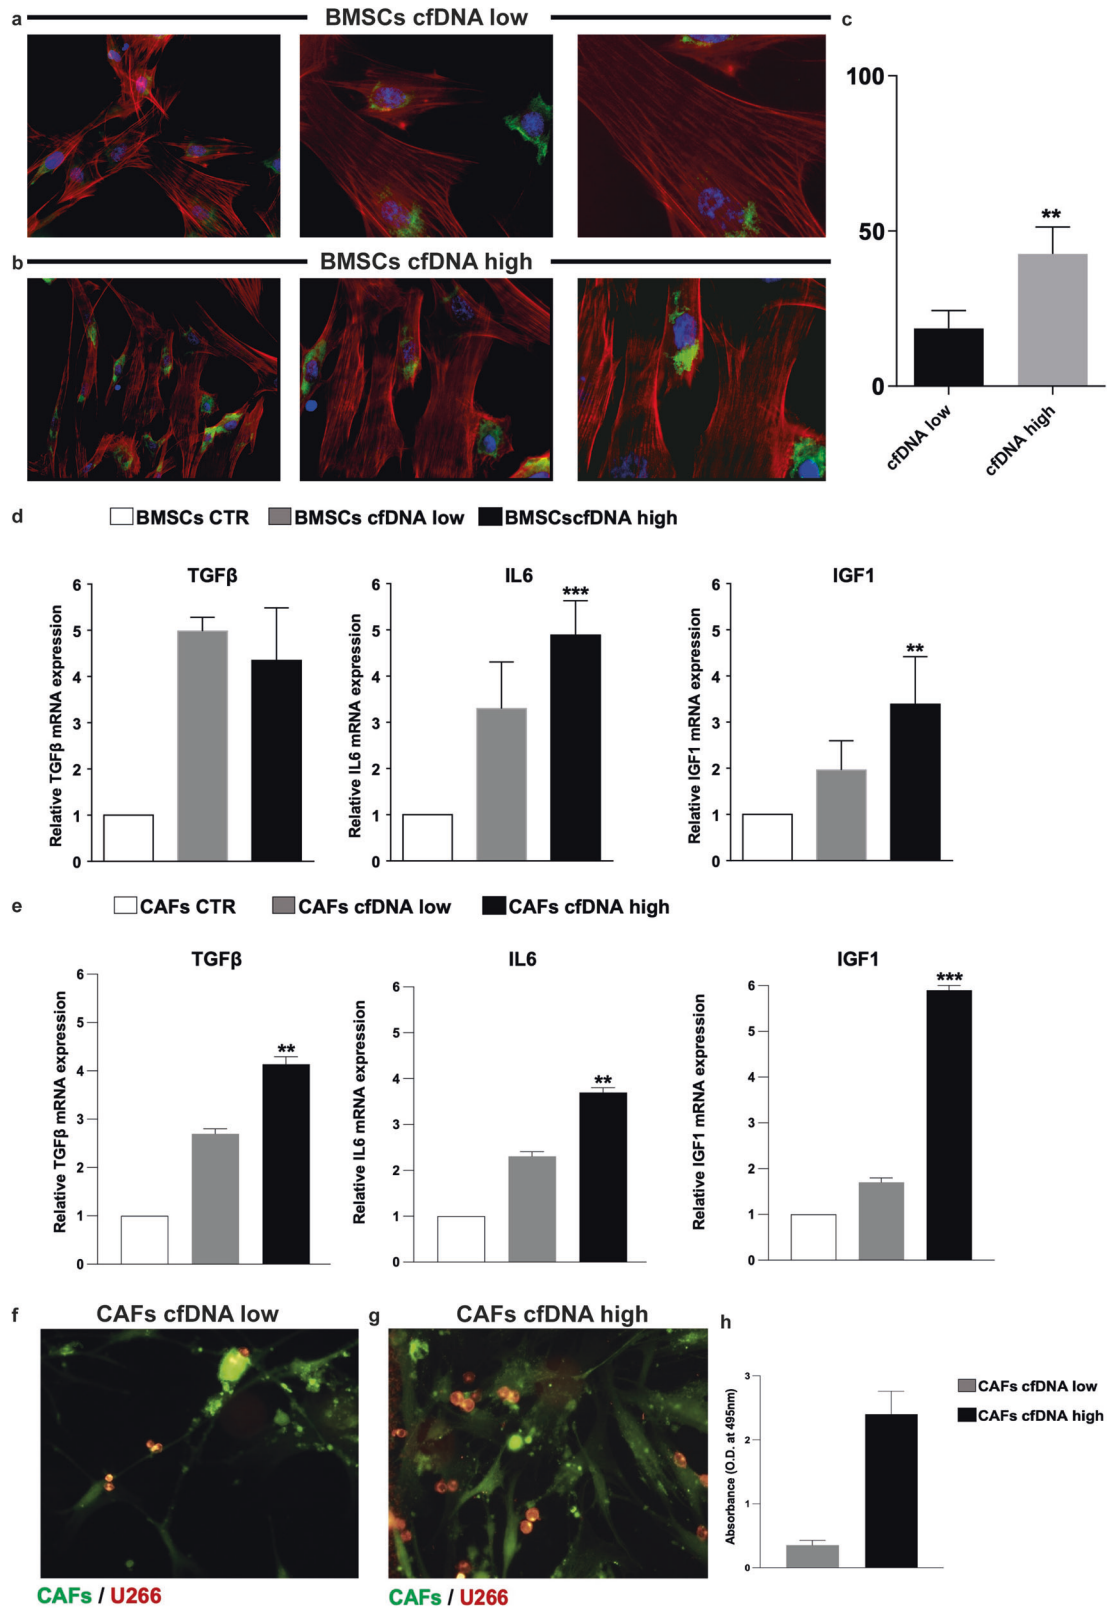 a
BMSCs cfDNA low
c
100
50
0
**
cfDNA low
cfDNA high
b
BMSCs cfDNA high
d
BMSCs CTR
BMSCs cfDNA low
BMSCscfDNA high
TGFβ
Relative TGFβ mRNA expression
6
5
4
3
2
1
0
IL6
Relative IL6 mRNA expression
6
5
4
3
2
1
0
***
IGF1
Relative IGF1 mRNA expression
6
5
4
3
2
1
0
**
e
CAFs CTR
CAFs cfDNA low
CAFs cfDNA high
TGFβ
Relative TGFβ mRNA expression
6
5
4
3
2
1
0
**
IL6
Relative IL6 mRNA expression
6
5
4
3
2
1
0
**
IGF1
Relative IGF1 mRNA expression
6
5
4
3
2
1
0
***
f
CAFs cfDNA low
CAFs / U266
g
CAFs cfDNA high
CAFs / U266
h
Absorbance (O.D. at 495nm)
3
2
1
0
CAFs cfDNA low
CAFs cfDNA high